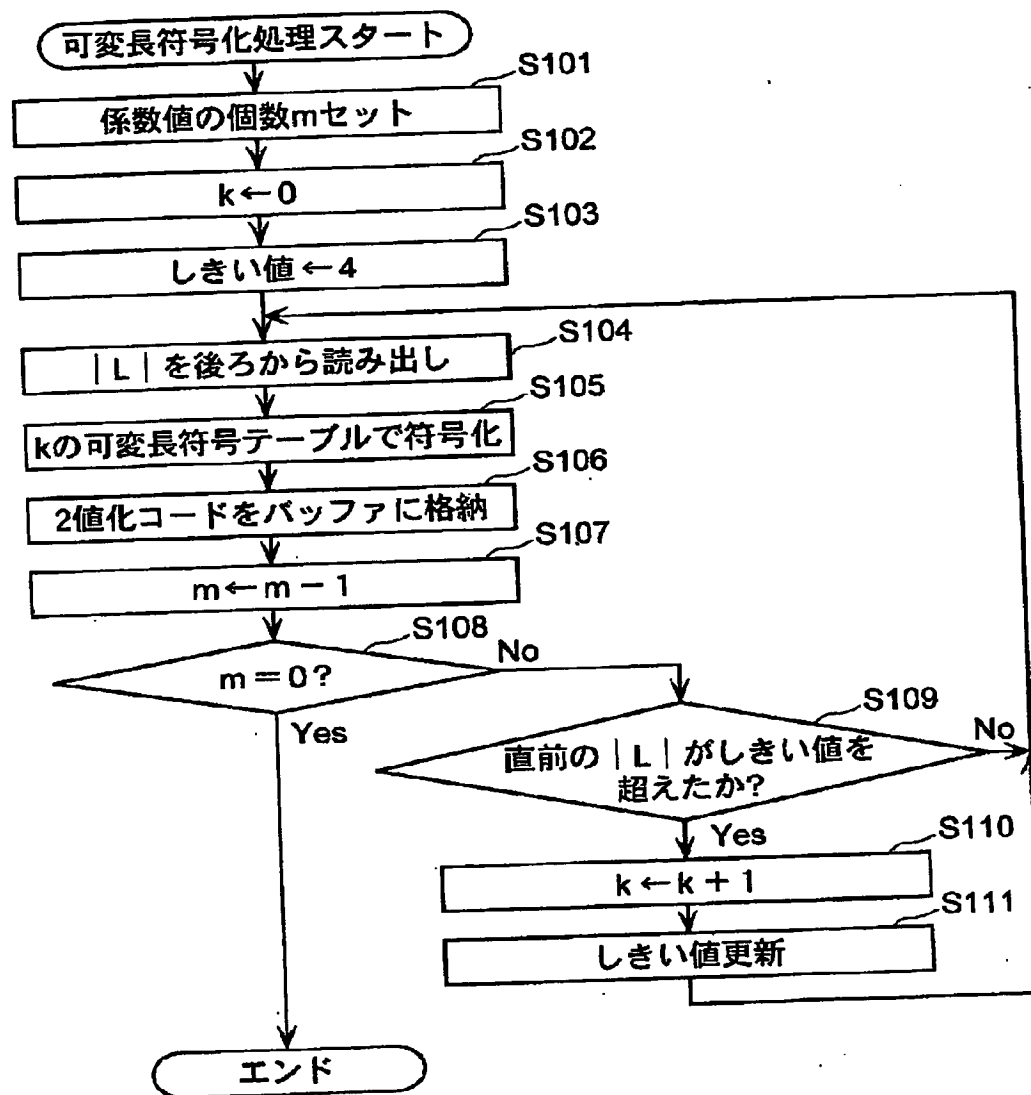 可変長符号化処理スタート
S101
係数値の個数mセット
S102
k←0
S103
しきい値←4
S104
|L|を後ろから読み出し
S105
kの可変長符号テーブルで符号化
S106
2値化コードをバッファに格納
S107
m←m-1
S108
m=0?
No
Yes
S109
直前の|L|がしきい値を
超えたか?
No
Yes
S110
k←k+1
S111
しきい値更新
エンド